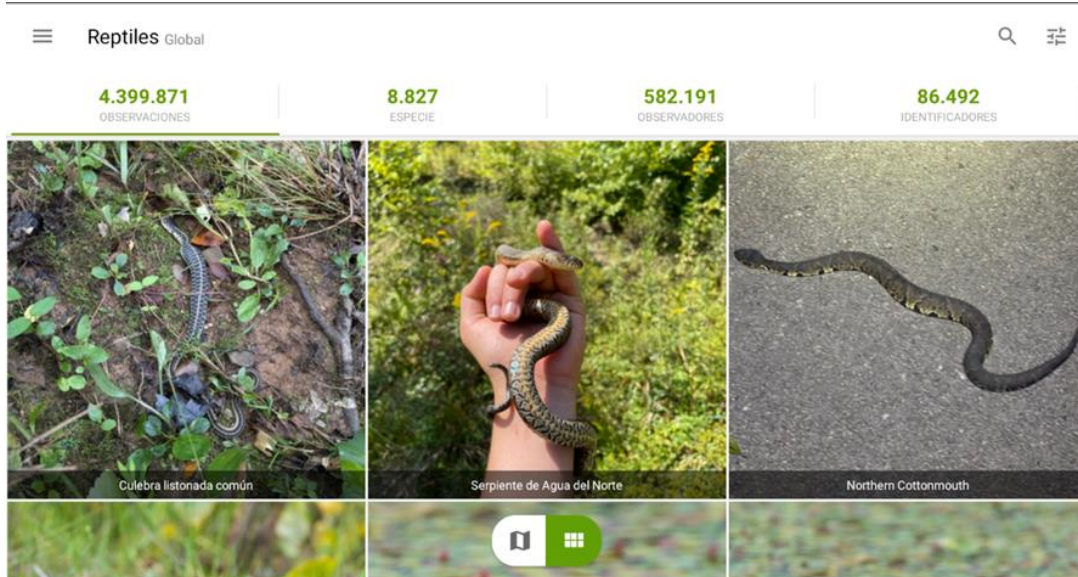 Reptiles Global
4.399.871
OBSERVACIONES
8.827
ESPECIE
582.191
OBSERVADORES
86.492
IDENTIFICADORES
Culebra listonada común
Serpiente de Agua del Norte
Northern Cottonmouth